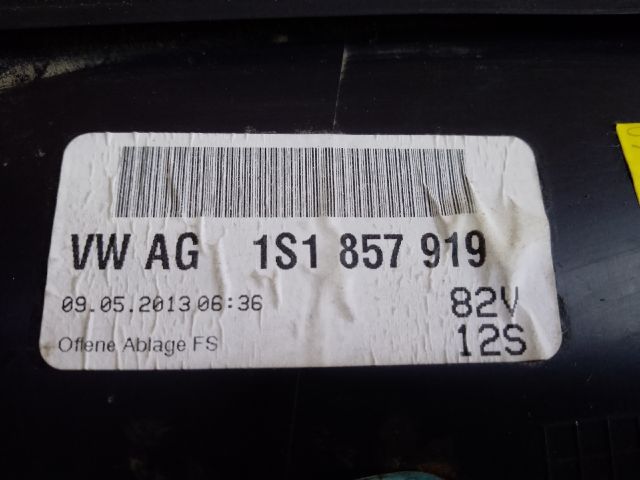 VW AG 1S1 857 919
09.05.2013 06:36 82V
Offene Ablage FS 12S